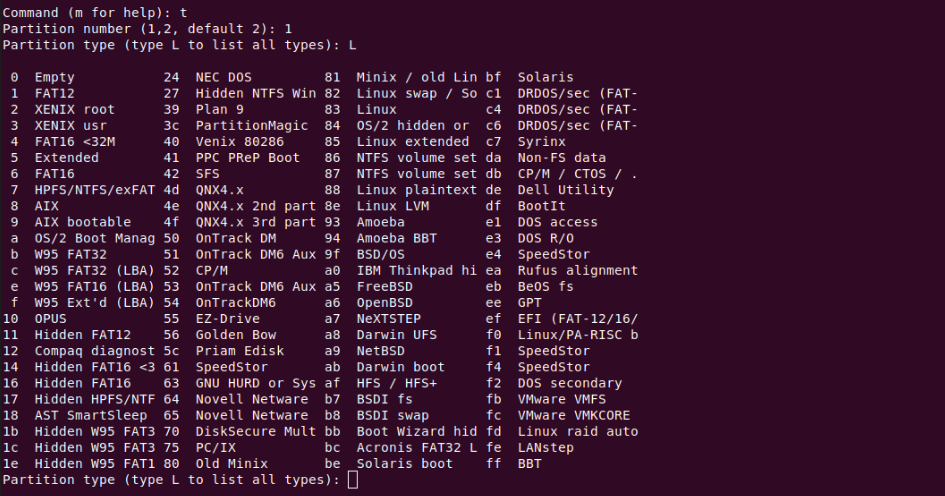 Command (m for help): t
Partition number (1,2, default 2): 1
Partition type (type L to list all types): L
 0  Empty           24  NEC DOS         81  Minix / old Lin bf  Solaris
 1  FAT12           27  Hidden NTFS Win 82  Linux swap / So c1  DRDOS/sec (FAT-
 2  XENIX root      39  Plan 9          83  Linux           c4  DRDOS/sec (FAT-
 3  XENIX usr       3c  PartitionMagic  84  OS/2 hidden or  c6  DRDOS/sec (FAT-
 4  FAT16 <32M      40  Venix 80286     85  Linux extended  c7  Syrinx
 5  Extended        41  PPC PReP Boot   86  NTFS volume set da  Non-FS data
 6  FAT16           42  SFS             87  NTFS volume set db  CP/M / CTOS / .
 7  HPFS/NTFS/exFAT 4d  QNX4.x          88  Linux plaintext de  Dell Utility
 8  AIX             4e  QNX4.x 2nd part 8e  Linux LVM       df  BootIt
 9  AIX bootable    4f  QNX4.x 3rd part 93  Amoeba          e1  DOS access
 a  OS/2 Boot Manag 50  OnTrack DM      94  Amoeba BBT      e3  DOS R/O
 b  W95 FAT32       51  OnTrack DM6 Aux 9f  BSD/OS          e4  SpeedStor
 c  W95 FAT32 (LBA) 52  CP/M            a0  IBM Thinkpad hi ea  Rufus alignment
 e  W95 FAT16 (LBA) 53  OnTrack DM6 Aux a5  FreeBSD         eb  BeOS fs
 f  W95 Ext'd (LBA) 54  OnTrackDM6      a6  OpenBSD         ee  GPT
10  OPUS            55  EZ-Drive        a7  NeXTSTEP        ef  EFI (FAT-12/16/
11  Hidden FAT12    56  Golden Bow      a8  Darwin UFS      f0  Linux/PA-RISC b
12  Compaq diagnost 5c  Priam Edisk     a9  NetBSD          f1  SpeedStor
14  Hidden FAT16 <3 61  SpeedStor       ab  Darwin boot     f4  SpeedStor
16  Hidden FAT16    63  GNU HURD or Sys af  HFS / HFS+      f2  DOS secondary
17  Hidden HPFS/NTF 64  Novell Netware  b7  BSDI fs         fb  VMware VMFS
18  AST SmartSleep  65  Novell Netware  b8  BSDI swap       fc  VMware VMKCORE
1b  Hidden W95 FAT3 70  DiskSecure Mult bb  Boot Wizard hid fd  Linux raid auto
1c  Hidden W95 FAT3 75  PC/IX           bc  Acronis FAT32 L fe  LANstep
1e  Hidden W95 FAT1 80  Old Minix       be  Solaris boot    ff  BBT
Partition type (type L to list all types):